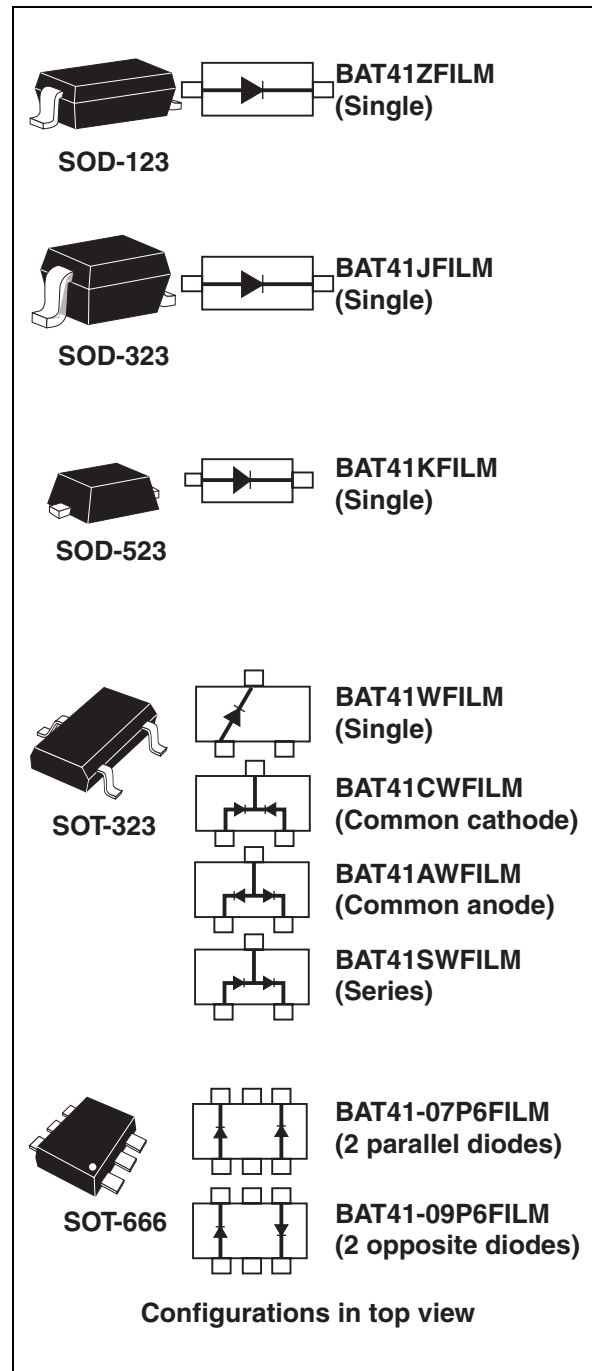 BAT41ZFILM
(Single)
SOD-123
BAT41JFILM
(Single)
SOD-323
BAT41KFILM
(Single)
SOD-523
BAT41WFILM
(Single)
BAT41CWFILM
(Common cathode)
SOT-323
BAT41AWFILM
(Common anode)
BAT41SWFILM
(Series)
BAT41-07P6FILM
(2 parallel diodes)
SOT-666
BAT41-09P6FILM
(2 opposite diodes)
Configurations in top view